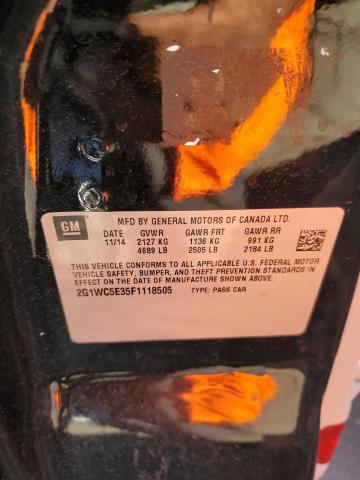 GM
MFD BY GENERAL MOTORS OF CANADA LTD.
DATE GVWR GAWR FRT GAWR RR
11/14 2127 KG 1136 KG 991 KG
4689 LB 2505 LB 2184 LB
THIS VEHICLE CONFORMS TO ALL APPLICABLE U.S. FEDERAL MOTOR
VEHICLE SAFETY, BUMPER, AND THEFT PREVENTION STANDARDS IN
EFFECT ON THE DATE OF MANUFACTURE SHOWN ABOVE.
2G1WC5E35F1118505 TYPE: PASS CAR